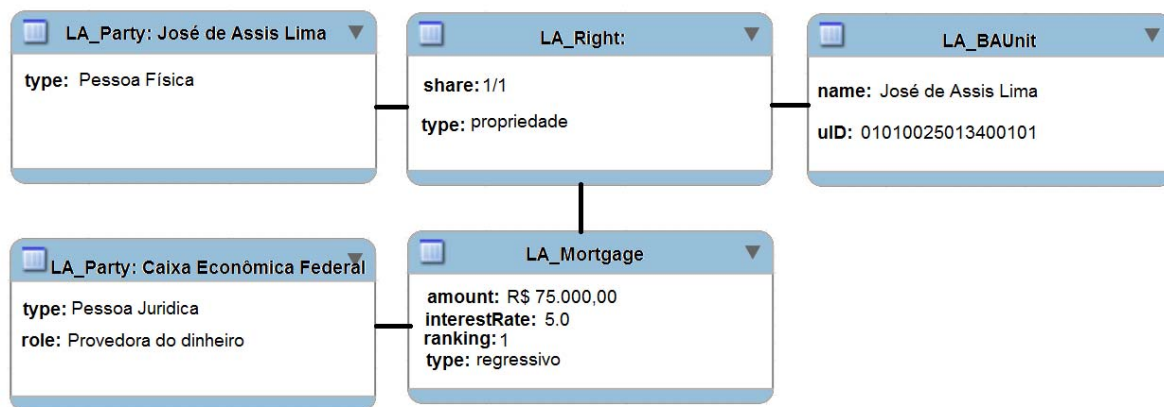 LA_Party: José de Assis Lima
type: Pessoa Física
LA_Right:
share: 1/1
type: propriedade
LA_BAUnit
name: José de Assis Lima
uID: 01010025013400101
LA_Party: Caixa Econômica Federal
type: Pessoa Juridica
role: Provedora do dinheiro
LA_Mortgage
amount: R$ 75.000,00
interestRate: 5.0
ranking: 1
type: regressivo